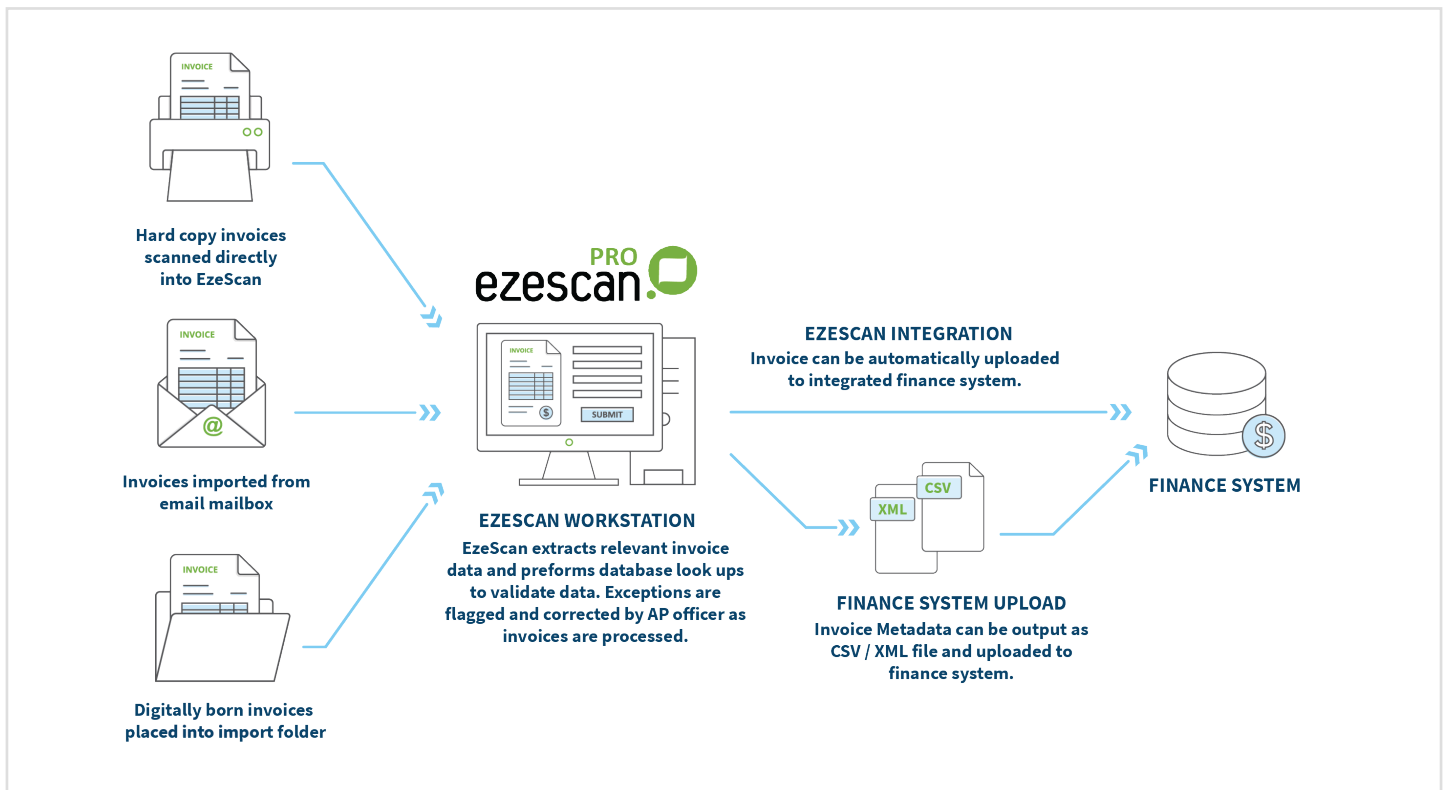 INVOICE
Hard copy invoices
scanned directly
into EzeScan
INVOICE
@
Invoices imported from
email mailbox
INVOICE
Digitally born invoices
placed into import folder
PRO
ezescan
INVOICE
$
SUBMIT
EZESCAN WORKSTATION
EzeScan extracts relevant invoice
data and preforms database look ups
to validate data. Exceptions are
flagged and corrected by AP officer as
invoices are processed.
EZESCAN INTEGRATION
Invoice can be automatically uploaded
to integrated finance system.
XML
CSV
FINANCE SYSTEM UPLOAD
Invoice Metadata can be output as
CSV / XML file and uploaded to
finance system.
$
FINANCE SYSTEM